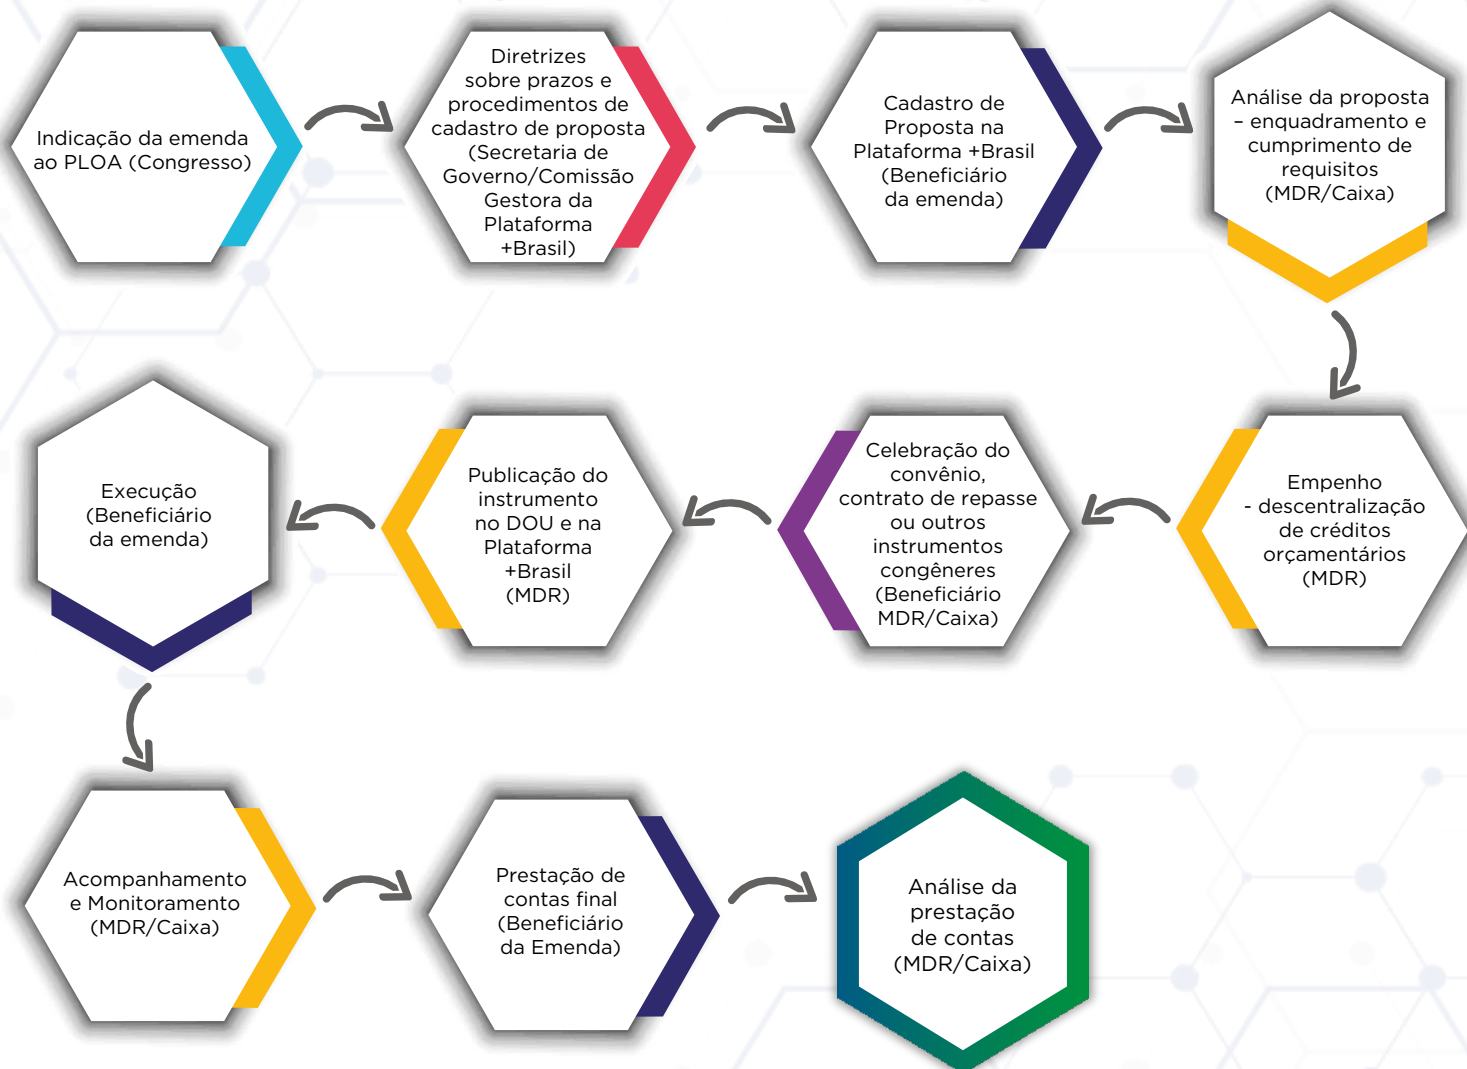 Indicação da emenda
ao PLOA (Congresso)
Diretrizes
sobre prazos e
procedimentos de
cadastro de proposta
(Secretaria de
Governo/Comissão
Gestora da
Plataforma
+Brasil)
Cadastro de
Proposta na
Plataforma +Brasil
(Beneficiário
da emenda)
Análise da proposta
– enquadramento e
cumprimento de
requisitos
(MDR/Caixa)
Empenho
- descentralização
de créditos
orçamentários
(MDR)
Celebração do
convênio,
contrato de repasse
ou outros
instrumentos
congêneres
(Beneficiário
MDR/Caixa)
Publicação do
instrumento
no DOU e na
Plataforma
+Brasil
(MDR)
Execução
(Beneficiário
da emenda)
Acompanhamento
e Monitoramento
(MDR/Caixa)
Prestação de
contas final
(Beneficiário
da Emenda)
Análise da
prestação
de contas
(MDR/Caixa)